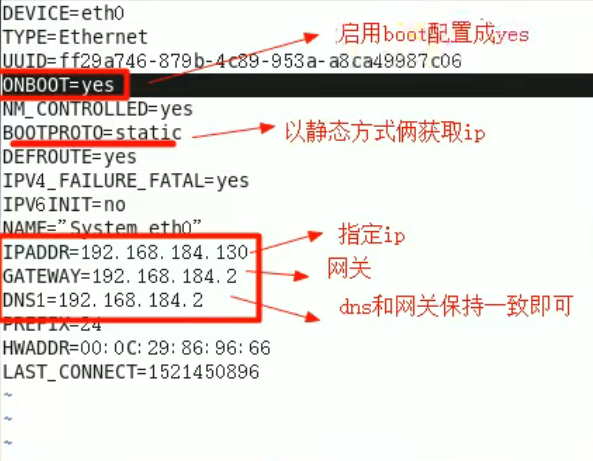 DEVICE=eth0
TYPE=Ethernet
UUID=ff29a746-879b-4c89-953a-a8ca49987c06
ONBOOT=yes
启用boot配置成yes
NM_CONTROLLED=yes
BOOTPROTO=static
以静态方式俩获取ip
DEFROUTE=yes
IPV4_FAILURE_FATAL=yes
IPV6INIT=no
NAME="System eth0"
IPADDR=192.168.184.130
指定ip
GATEWAY=192.168.184.2
网关
DNS1=192.168.184.2
dns和网关保持一致即可
PREFIX=24
HWADDR=00:0C:29:86:96:66
LAST_CONNECT=1521450896
~
~
~